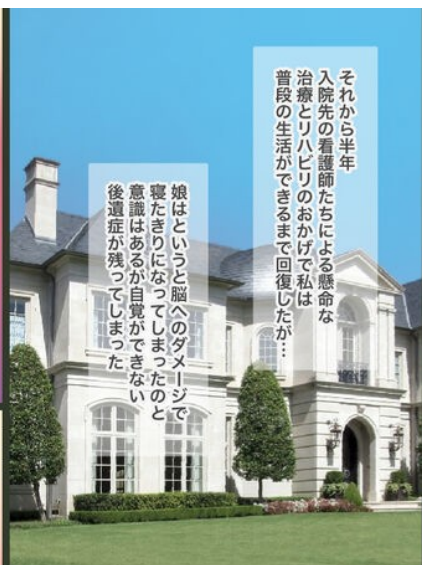 それから半年
入院先の看護師たちによる懸命な
治療とリハビリのおかげで私は
普段の生活ができるまで回復したが…
娘はというと脳へのダメージで
寝たきりになってしまったのと
意識はあるが自覚ができない
後遺症が残ってしまった